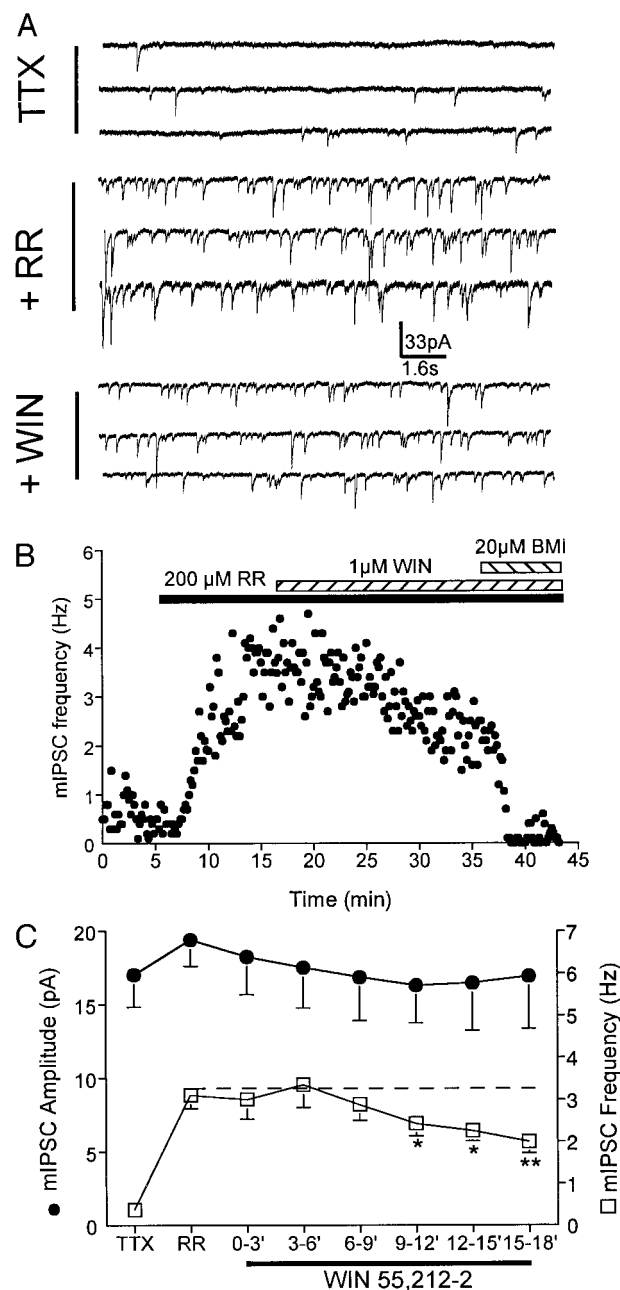 A
TTX
+ RR
33pA
1.6s
+ WIN
B
20µM BMI
200 µM RR
1µM WIN
mIPSC frequency (Hz)
6
5
4
3
2
1
0
0 5 10 15 20 25 30 35 40 45
Time (min)
C
mIPSC Amplitude (pA)
20
15
10
5
0
mIPSC Frequency (Hz)
7
6
5
4
3
2
1
0
* * **
TTX RR 0-3' 3-6' 6-9' 9-12' 12-15' 15-18'
WIN 55,212-2